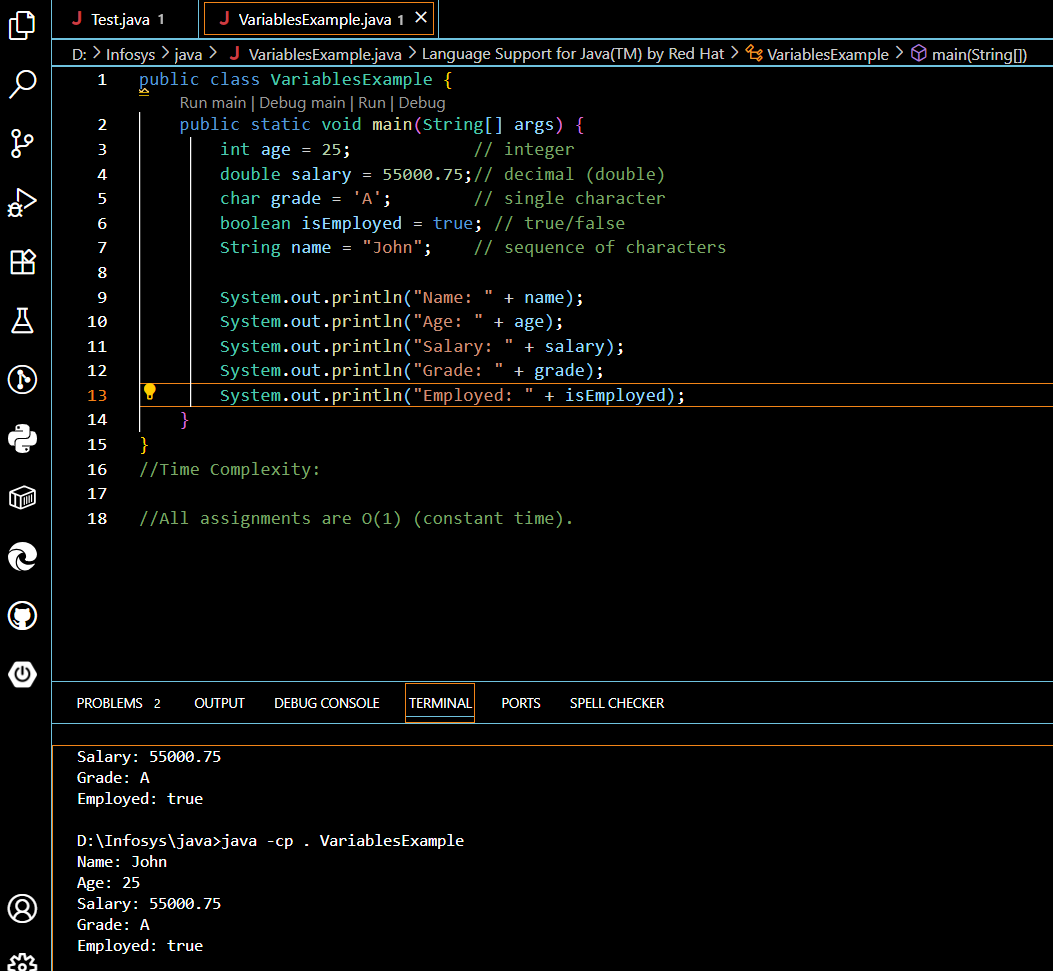 Test.java 1
VariablesExample.java 1
D: > Infosys > java > VariablesExample.java > Language Support for Java(TM) by Red Hat > VariablesExample > main(String[])
1 public class VariablesExample {
Run main | Debug main | Run | Debug
2     public static void main(String[] args) {
3         int age = 25;            // integer
4         double salary = 55000.75;// decimal (double)
5         char grade = 'A';        // single character
6         boolean isEmployed = true; // true/false
7         String name = "John";    // sequence of characters
8
9         System.out.println("Name: " + name);
10         System.out.println("Age: " + age);
11         System.out.println("Salary: " + salary);
12         System.out.println("Grade: " + grade);
13         System.out.println("Employed: " + isEmployed);
14     }
15 }
16 //Time Complexity:
17
18 //All assignments are O(1) (constant time).
PROBLEMS 2 OUTPUT DEBUG CONSOLE TERMINAL PORTS SPELL CHECKER
Salary: 55000.75
Grade: A
Employed: true
D:\Infosys\java>java -cp . VariablesExample
Name: John
Age: 25
Salary: 55000.75
Grade: A
Employed: true